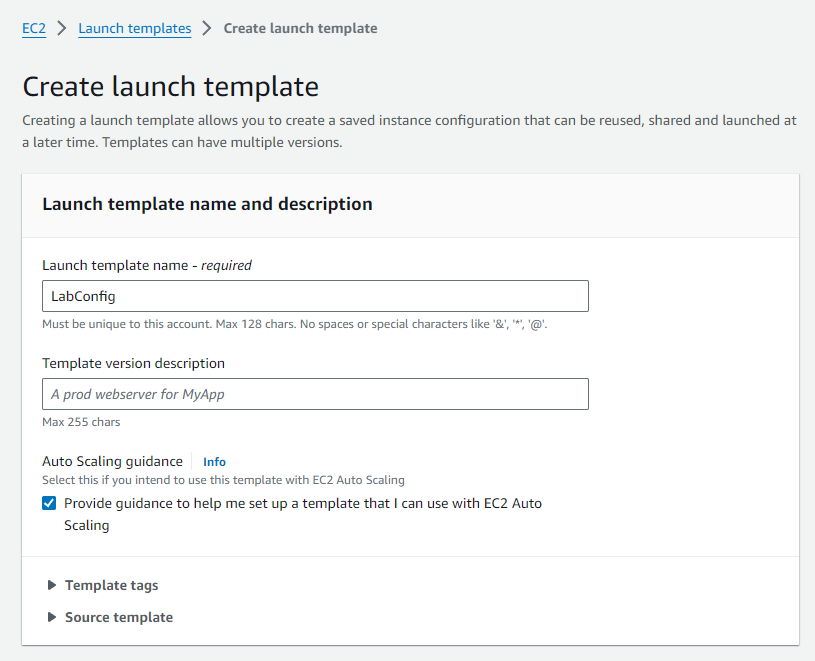 EC2 > Launch templates > Create launch template
Create launch template
Creating a launch template allows you to create a saved instance configuration that can be reused, shared and launched at
a later time. Templates can have multiple versions.
Launch template name and description
Launch template name - required
LabConfig
Must be unique to this account. Max 128 chars. No spaces or special characters like '&', '*', '@'.
Template version description
A prod webserver for MyApp
Max 255 chars
Auto Scaling guidance Info
Select this if you intend to use this template with EC2 Auto Scaling
Provide guidance to help me set up a template that I can use with EC2 Auto
Scaling
Template tags
Source template